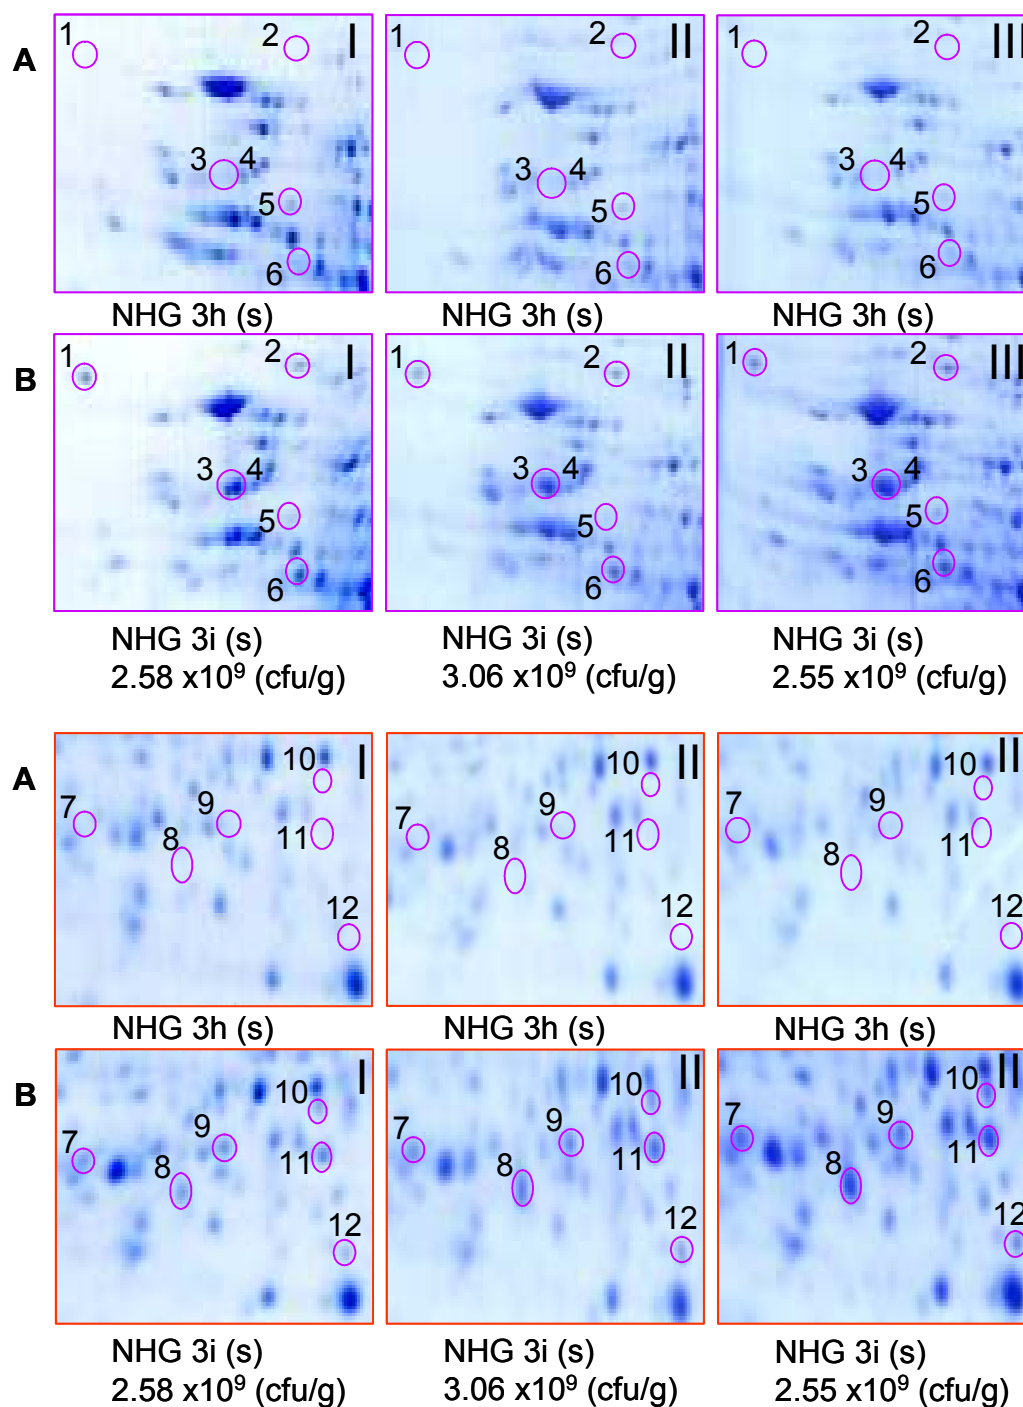 A
1 2 I
3 4
5
6
1 2 II
3 4
5
6
1 2 III
3 4
5
6
NHG 3h (s)
NHG 3h (s)
NHG 3h (s)
B
1 2 I
3 4
5
6
1 2 II
3 4
5
6
1 2 III
3 4
5
6
NHG 3i (s)
2.58 x10⁹ (cfu/g)
NHG 3i (s)
3.06 x10⁹ (cfu/g)
NHG 3i (s)
2.55 x10⁹ (cfu/g)
A
10 I
7 9
8 11
12
10 II
7 9
8 11
12
10 II
7 9
8 11
12
NHG 3h (s)
NHG 3h (s)
NHG 3h (s)
B
10 I
7 9
8 11
12
10 II
7 9
8 11
12
10 II
7 9
8 11
12
NHG 3i (s)
2.58 x10⁹ (cfu/g)
NHG 3i (s)
3.06 x10⁹ (cfu/g)
NHG 3i (s)
2.55 x10⁹ (cfu/g)